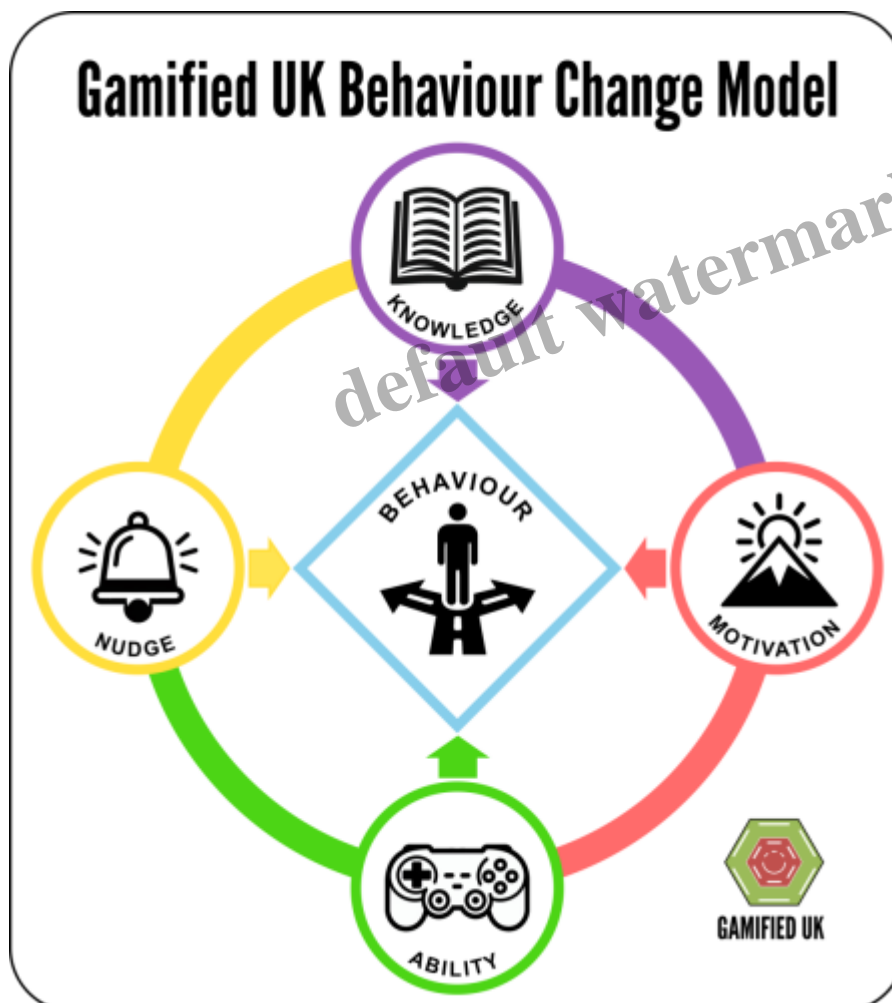 Gamified UK Behaviour Change Model
KNOWLEDGE
default watermark
BEHAVIOUR
NUDGE
MOTIVATION
ABILITY
GAMIFIED UK